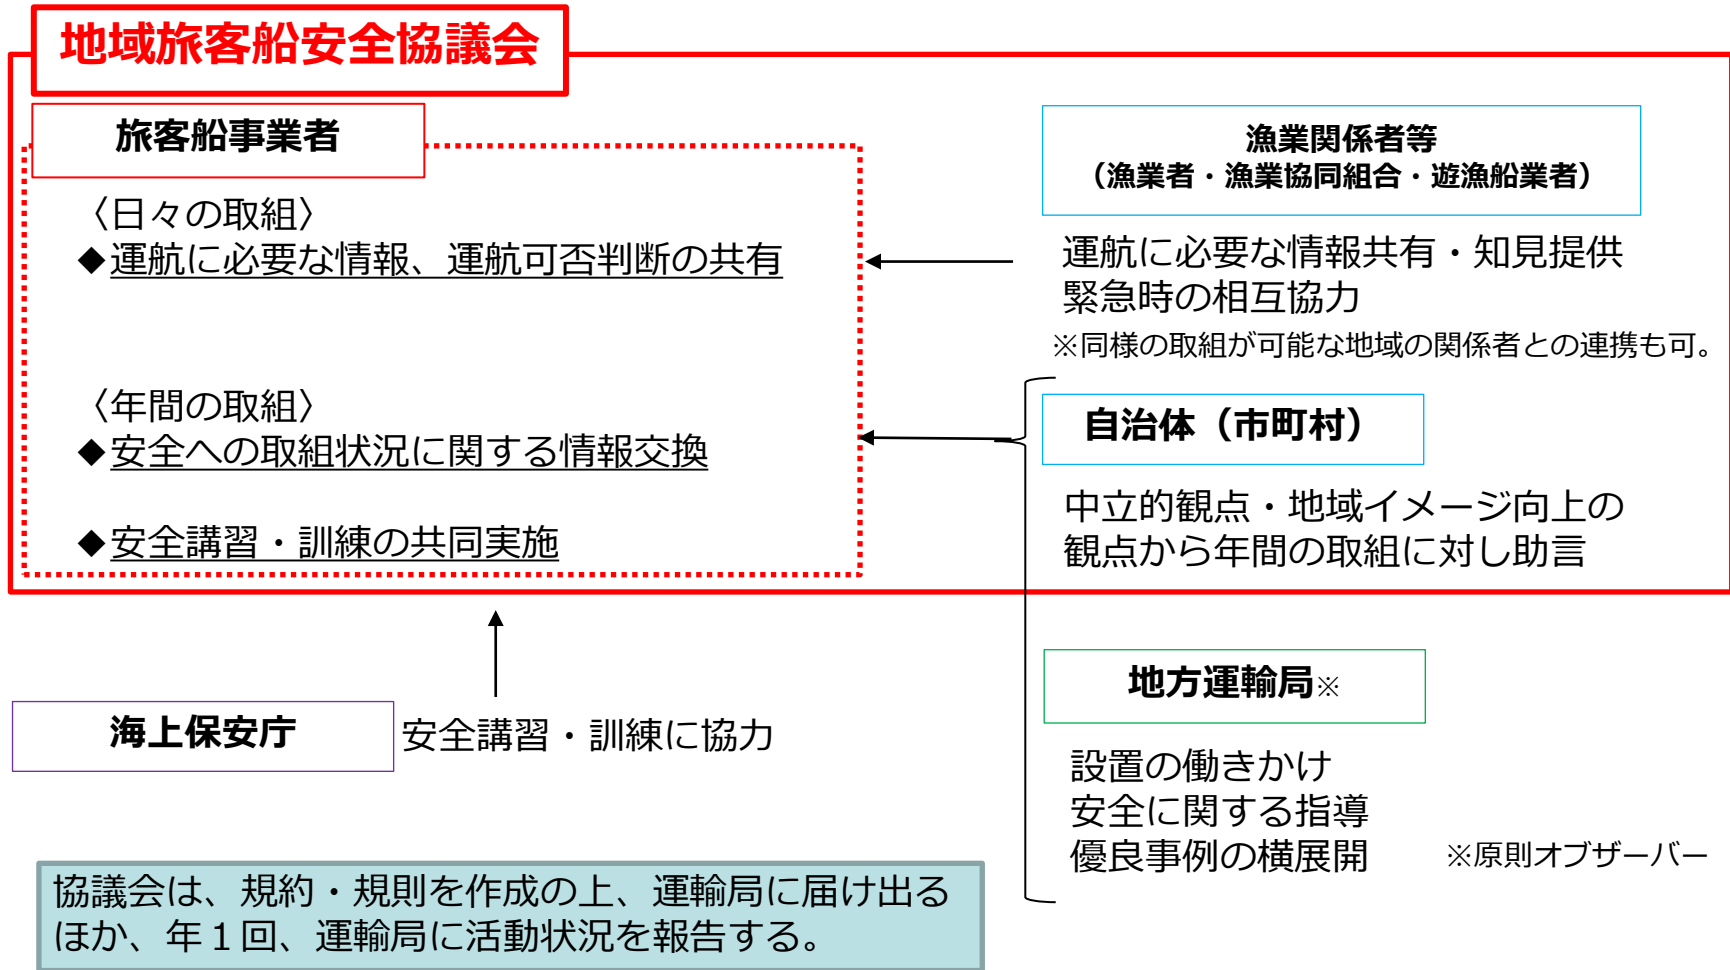 地域旅客船安全協議会
旅客船事業者
〈日々の取組〉
◆運航に必要な情報、運航可否判断の共有
〈年間の取組〉
◆安全への取組状況に関する情報交換
◆安全講習・訓練の共同実施
漁業関係者等
（漁業者・漁業協同組合・遊漁船業者）
運航に必要な情報共有・知見提供
緊急時の相互協力
※同様の取組が可能な地域の関係者との連携も可。
自治体（市町村）
中立的観点・地域イメージ向上の
観点から年間の取組に対し助言
地方運輸局※
設置の働きかけ
安全に関する指導
優良事例の横展開
※原則オブザーバー
海上保安庁
安全講習・訓練に協力
協議会は、規約・規則を作成の上、運輸局に届け出る
ほか、年１回、運輸局に活動状況を報告する。